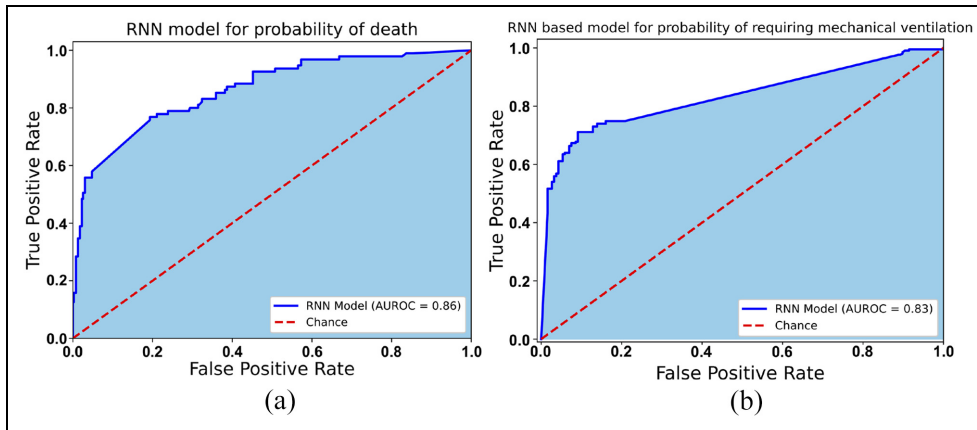 RNN model for probability of death
1.0
0.8
0.6
0.4
0.2
0.0
True Positive Rate
RNN Model (AUROC = 0.86)
Chance
0.0 0.2 0.4 0.6 0.8 1.0
False Positive Rate
(a)
RNN based model for probability of requiring mechanical ventilation
1.0
0.8
0.6
0.4
0.2
0.0
True Positive Rate
RNN Model (AUROC = 0.83)
Chance
0.0 0.2 0.4 0.6 0.8 1.0
False Positive Rate
(b)